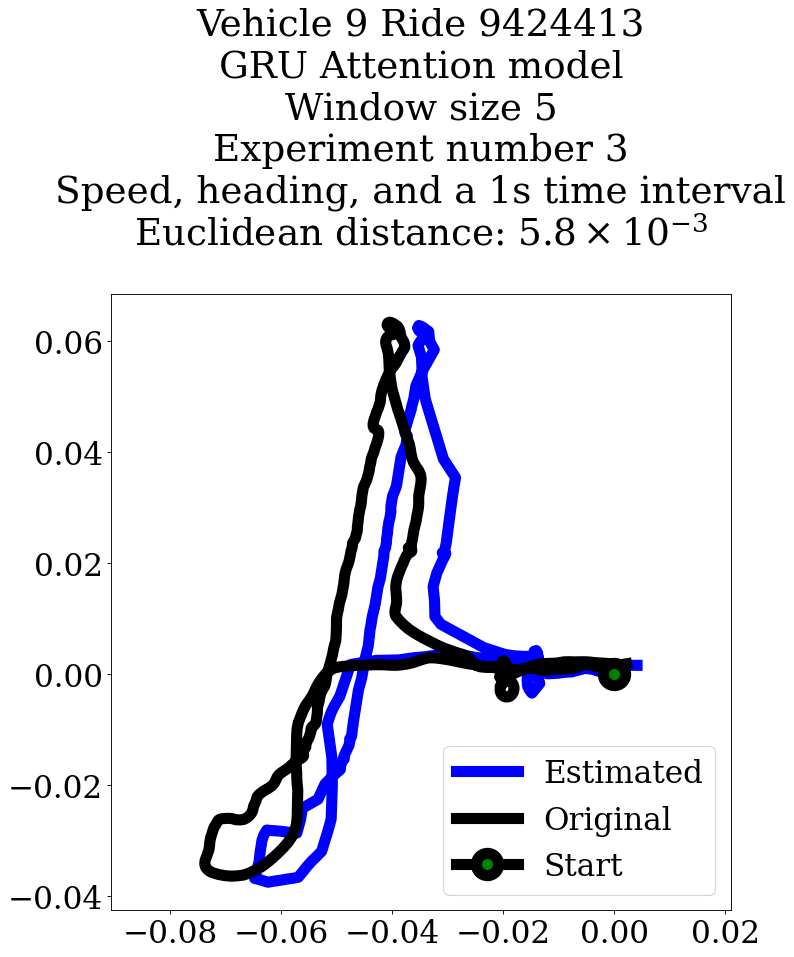 Vehicle 9 Ride 9424413
GRU Attention model
Window size 5
Experiment number 3
Speed, heading, and a 1s time interval
Euclidean distance: 5.8 × 10⁻³
0.06
0.04
0.02
0.00
−0.02
−0.04
Estimated
Original
Start
−0.08 −0.06 −0.04 −0.02 0.00 0.02